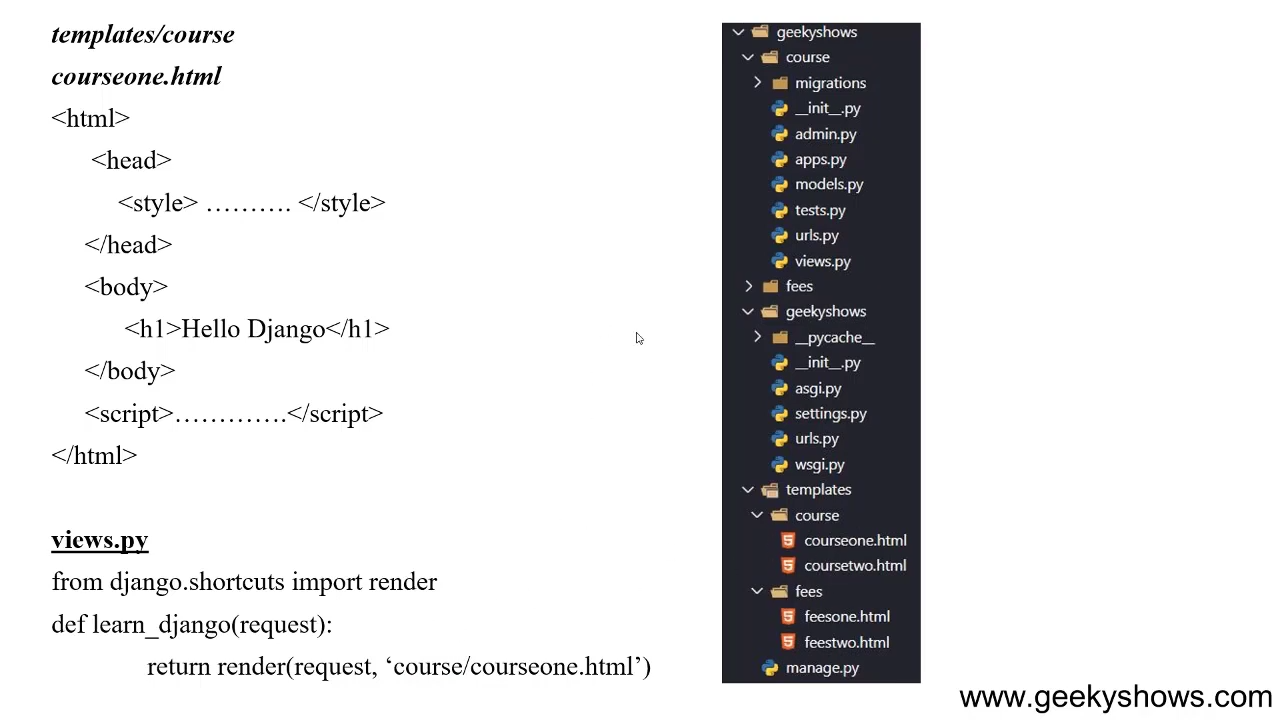 templates/course
courseone.html
<html>
<head>
<style> ………. </style>
</head>
<body>
<h1>Hello Django</h1>
</body>
<script>………….</script>
</html>
views.py
from django.shortcuts import render
def learn_django(request):
return render(request, ‘course/courseone.html’)
geekyshows
course
migrations
__init__.py
admin.py
apps.py
models.py
tests.py
urls.py
views.py
fees
geekyshows
__pycache__
__init__.py
asgi.py
settings.py
urls.py
wsgi.py
templates
course
courseone.html
coursetwo.html
fees
feesone.html
feestwo.html
manage.py
www.geekyshows.com